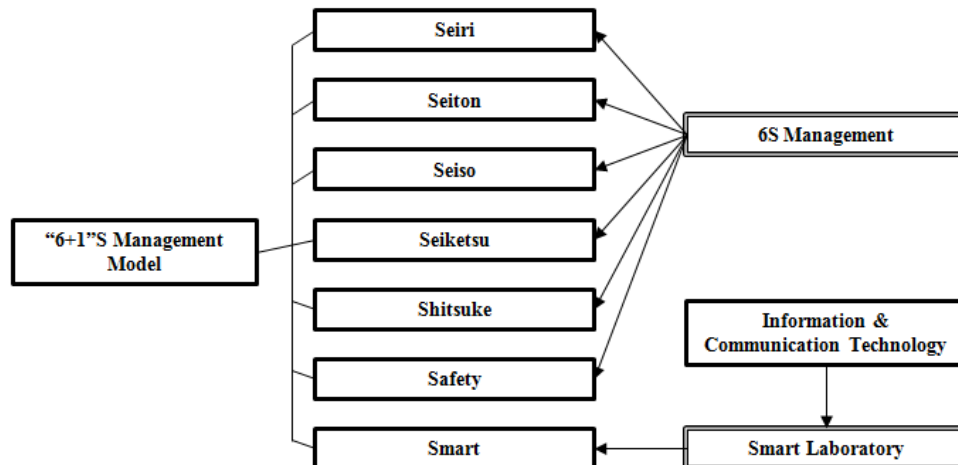 Seiri
Seiton
6S Management
Seiso
“6+1”S Management
Model
Seiketsu
Shitsuke
Information &
Communication Technology
Safety
Smart
Smart Laboratory